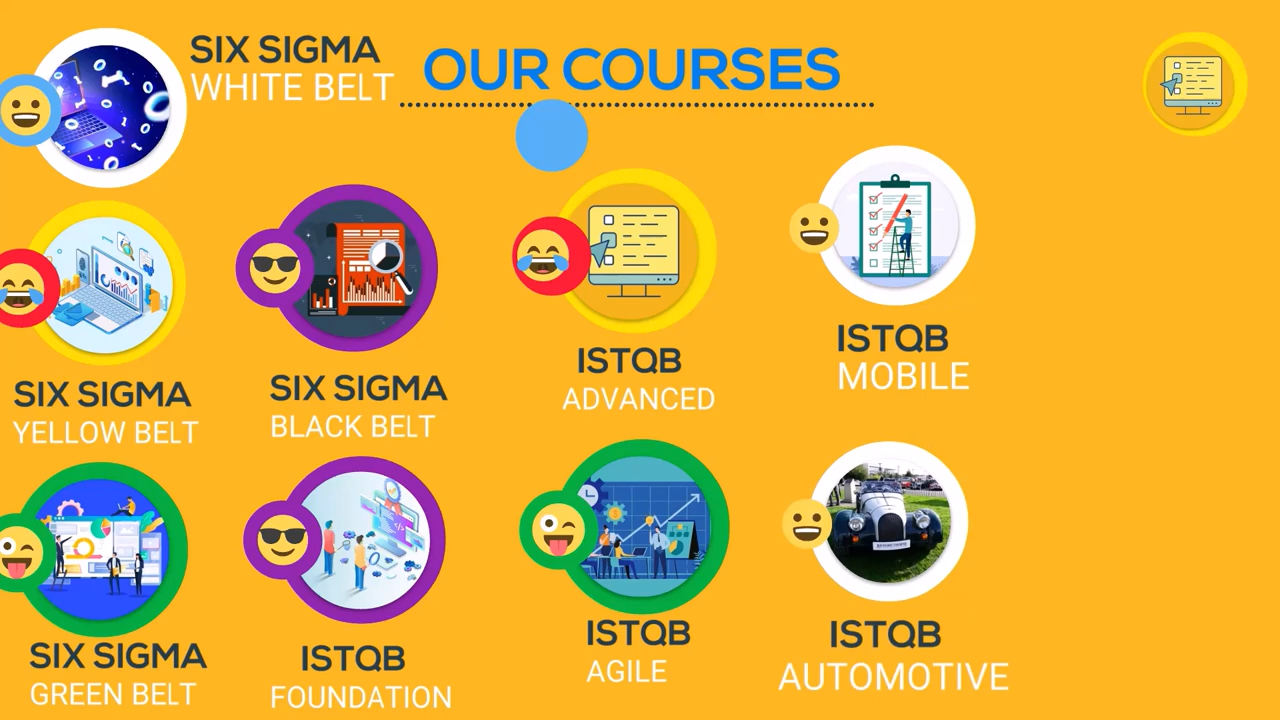 SIX SIGMA
WHITE BELT
OUR COURSES
SIX SIGMA
YELLOW BELT
SIX SIGMA
BLACK BELT
ISTQB
ADVANCED
ISTQB
MOBILE
SIX SIGMA
GREEN BELT
ISTQB
FOUNDATION
ISTQB
AGILE
ISTQB
AUTOMOTIVE